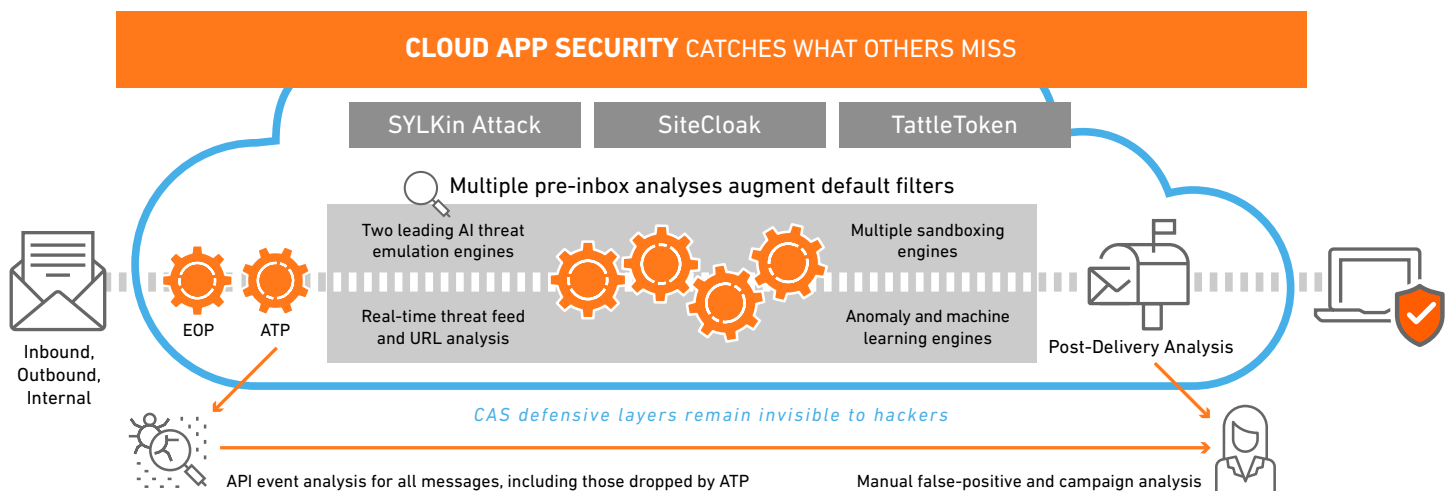 CLOUD APP SECURITY CATCHES WHAT OTHERS MISS
SYLKin Attack
SiteCloak
TattleToken
Multiple pre-inbox analyses augment default filters
Two leading AI threat
emulation engines
Multiple sandboxing
engines
EOP
ATP
Real-time threat feed
and URL analysis
Anomaly and machine
learning engines
Inbound,
Outbound,
Internal
Post-Delivery Analysis
CAS defensive layers remain invisible to hackers
API event analysis for all messages, including those dropped by ATP
Manual false-positive and campaign analysis